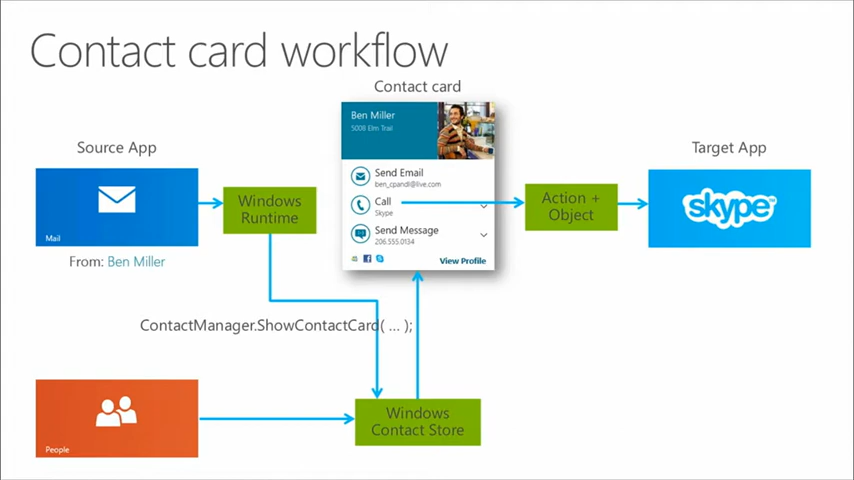 Contact card workflow
Contact card
Source App
Target App
Mail
From: Ben Miller
Windows
Runtime
Ben Miller
5008 Elm Trail
Send Email
ben_cpandl@live.com
Call
Skype
Send Message
206.555.0134
View Profile
Action +
Object
skype
ContactManager.ShowContactCard( ... );
People
Windows
Contact Store